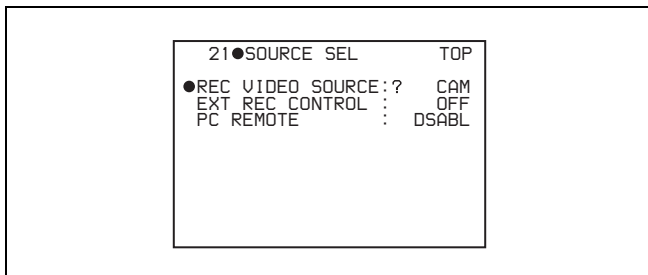 21●SOURCE SEL TOP
●REC VIDEO SOURCE:? CAM
EXT REC CONTROL : OFF
PC REMOTE : DSABL